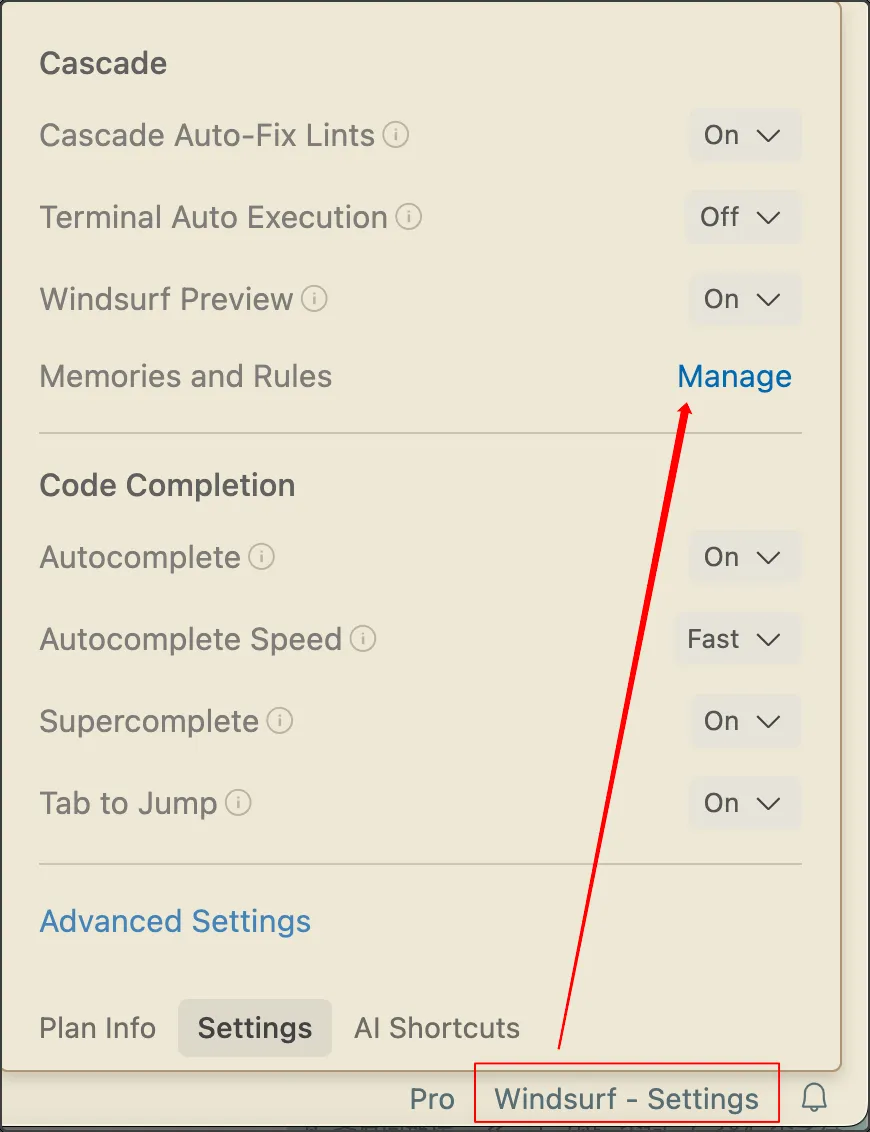 Cascade
Cascade Auto-Fix Lints On
Terminal Auto Execution Off
Windsurf Preview On
Memories and Rules Manage
Code Completion
Autocomplete On
Autocomplete Speed Fast
Supercomplete On
Tab to Jump On
Advanced Settings
Plan Info Settings AI Shortcuts
Pro Windsurf - Settings